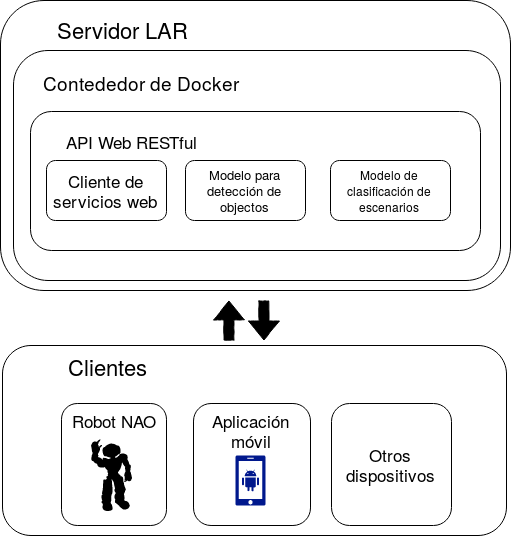 Servidor LAR
Contededor de Docker
API Web RESTful
Cliente de
servicios web
Modelo para
detección de
objectos
Modelo de
clasificación de
escenarios
Clientes
Robot NAO
Aplicación
móvil
Otros
dispositivos